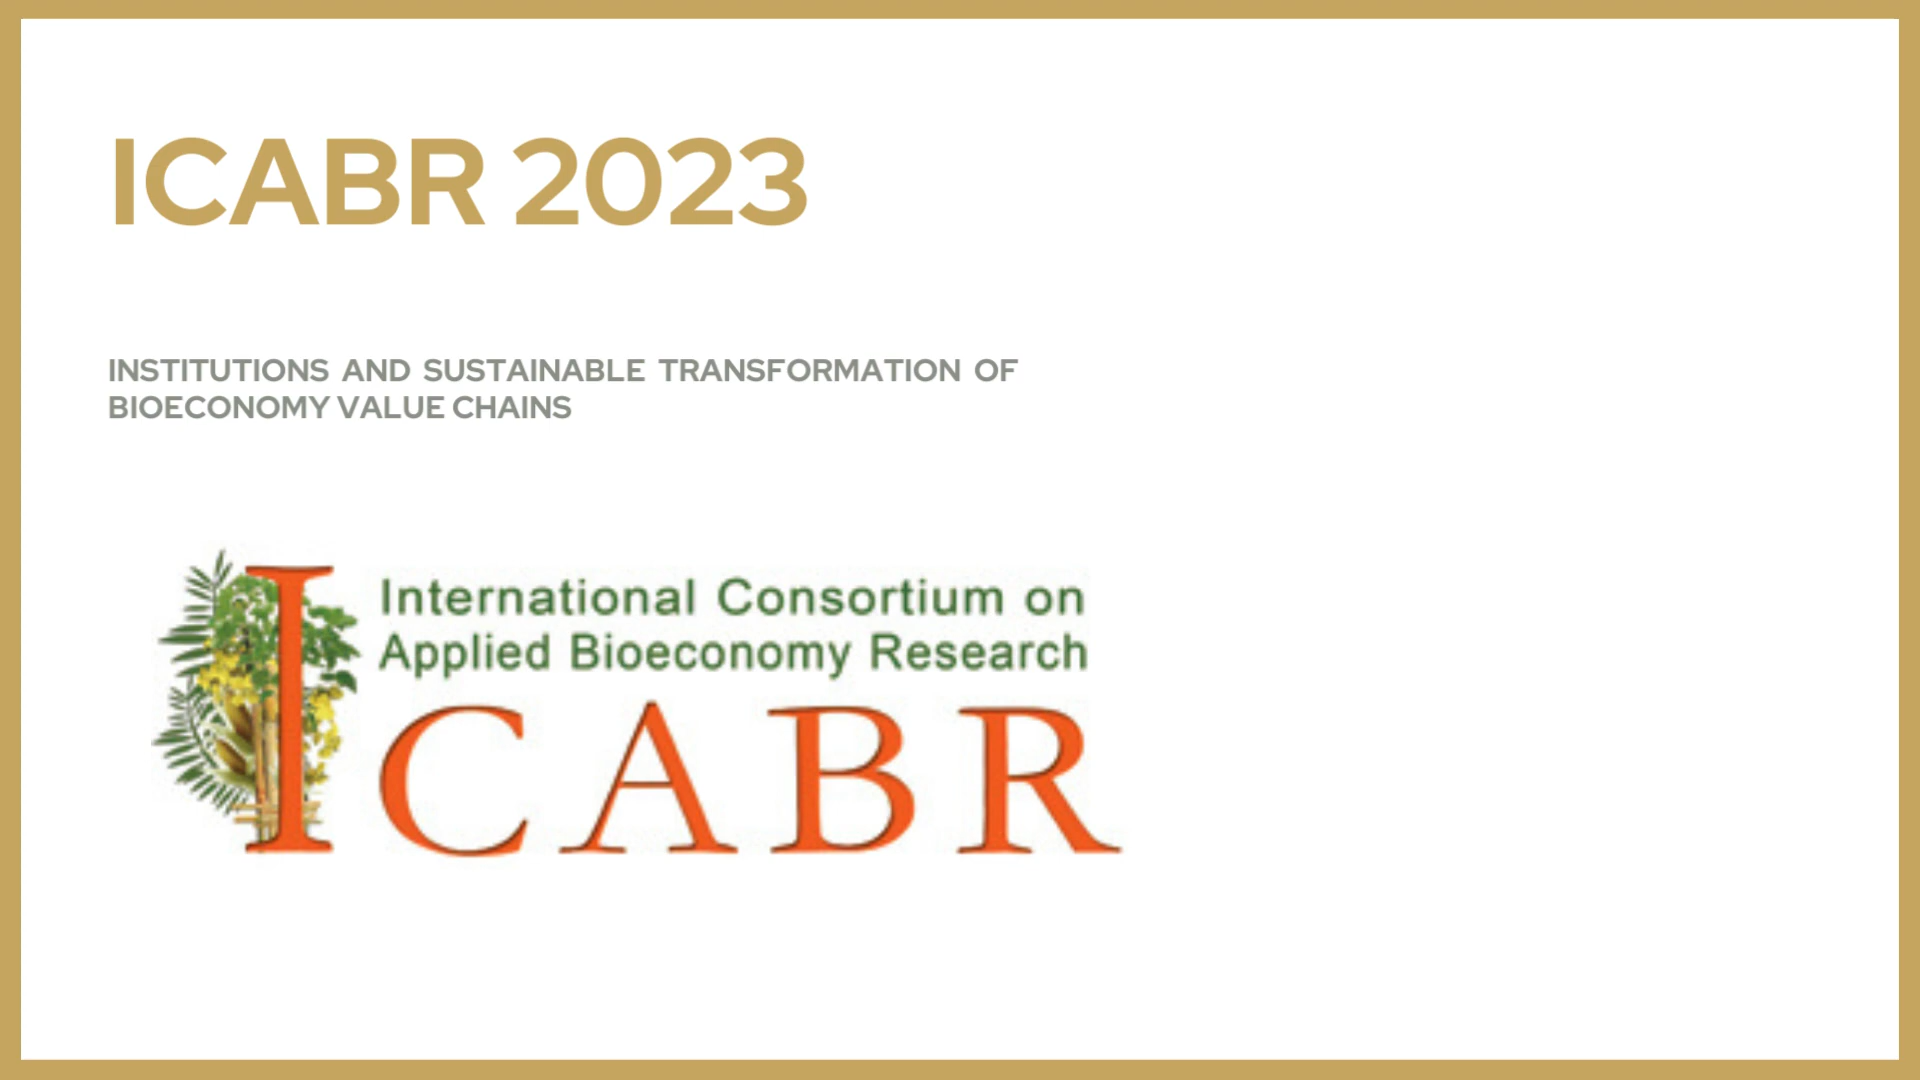 ICABR 2023
INSTITUTIONS AND SUSTAINABLE TRANSFORMATION OF
BIOECONOMY VALUE CHAINS
International Consortium on
Applied Bioeconomy Research
ICABR